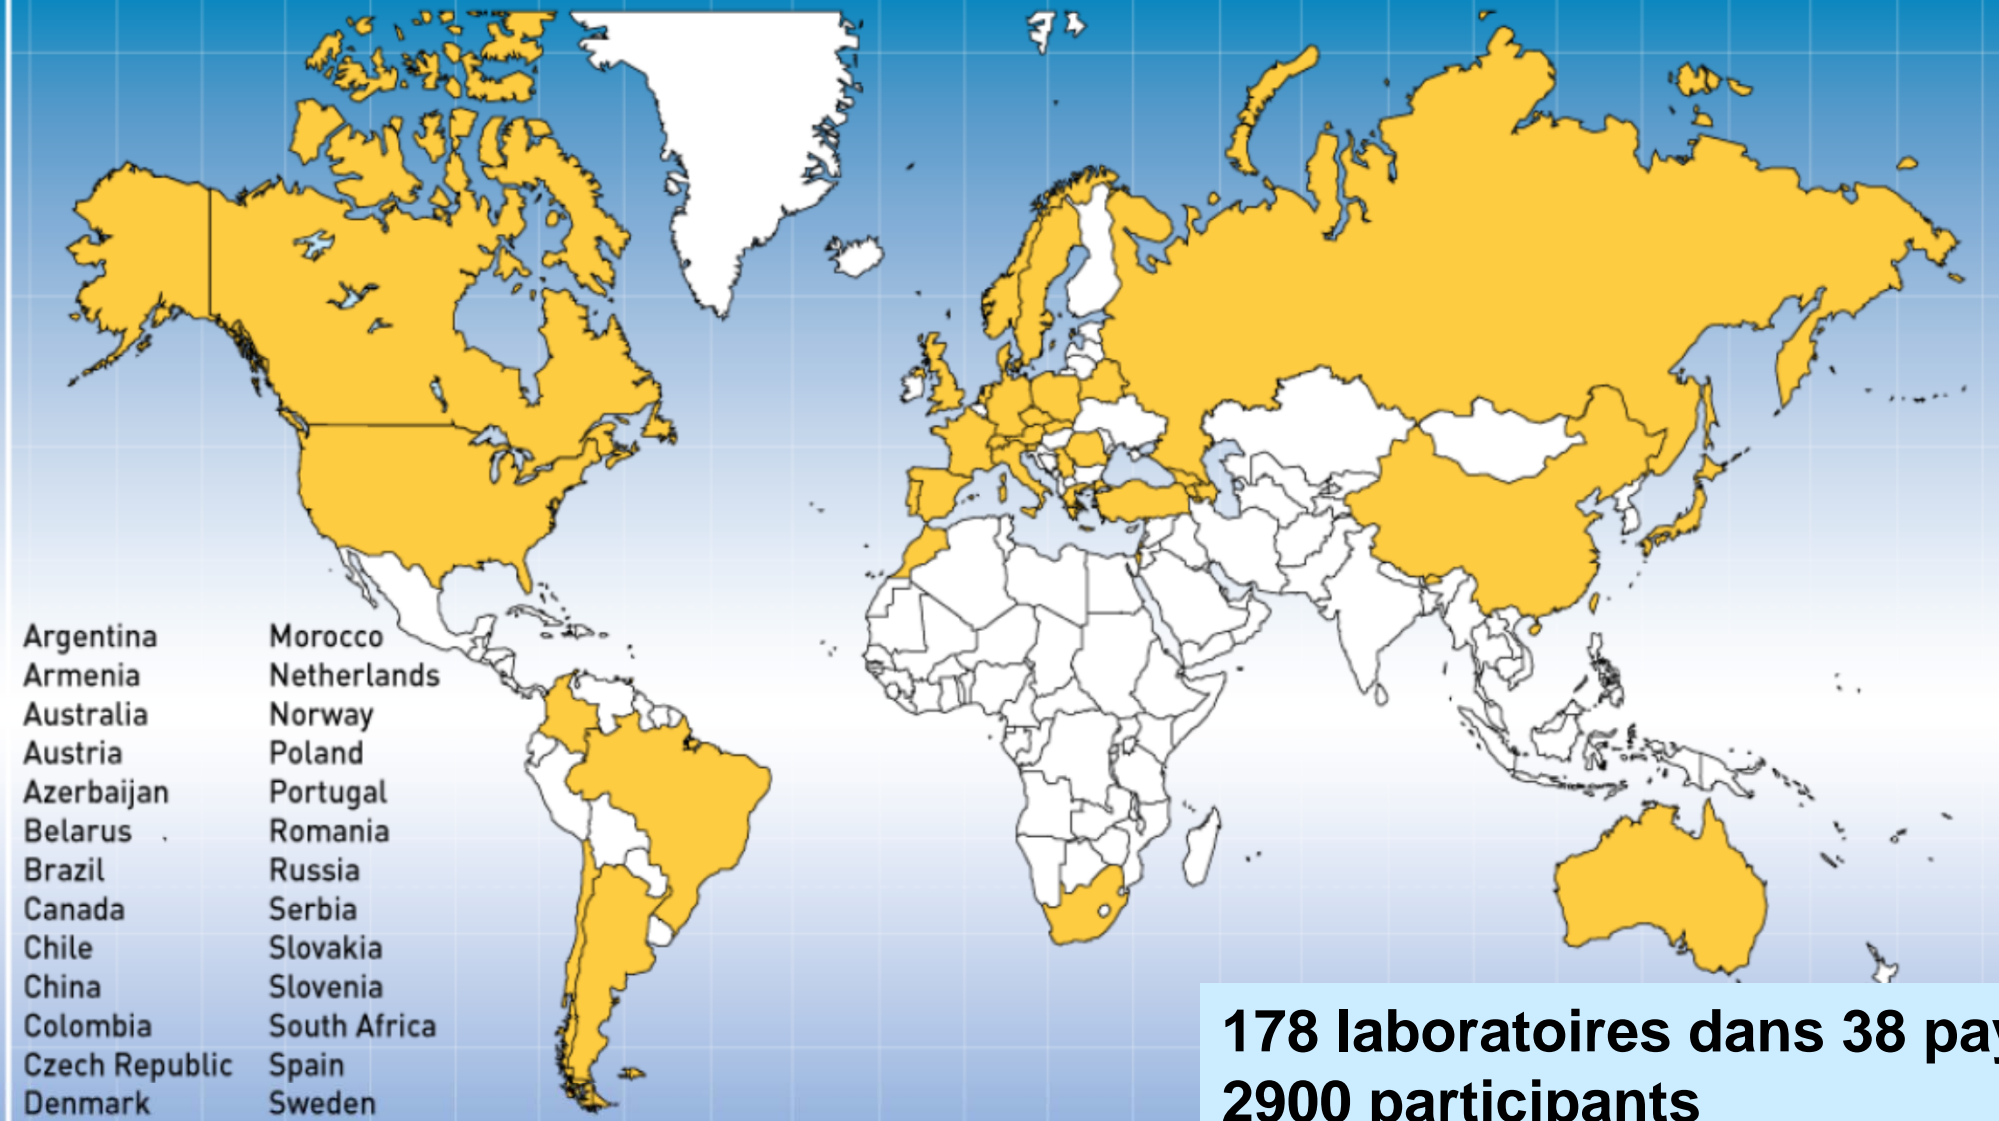 Argentina
Armenia
Australia
Austria
Azerbaijan
Belarus
Brazil
Canada
Chile
China
Colombia
Czech Republic
Denmark
Morocco
Netherlands
Norway
Poland
Portugal
Romania
Russia
Serbia
Slovakia
Slovenia
South Africa
Spain
Sweden
178 laboratoires dans 38 pay
2900 participants